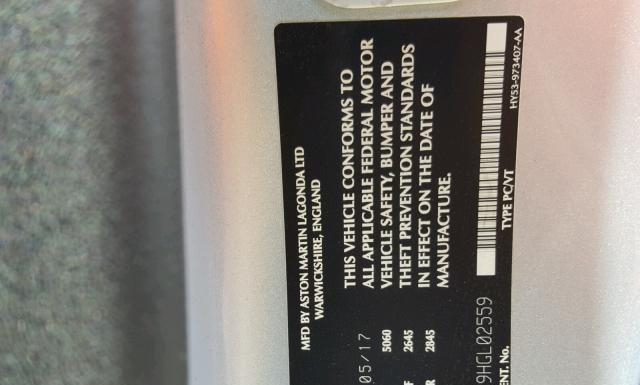 MFD BY ASTON MARTIN LAGONDA LTD
WARWICKSHIRE, ENGLAND
05/17
THIS VEHICLE CONFORMS TO
ALL APPLICABLE FEDERAL MOTOR
VEHICLE SAFETY, BUMPER AND
THEFT PREVENTION STANDARDS
IN EFFECT ON THE DATE OF
MANUFACTURE.
5060
2645
2845
9HGL02559
ENT. No.
TYPE PC/VT
HY53-973407-AA